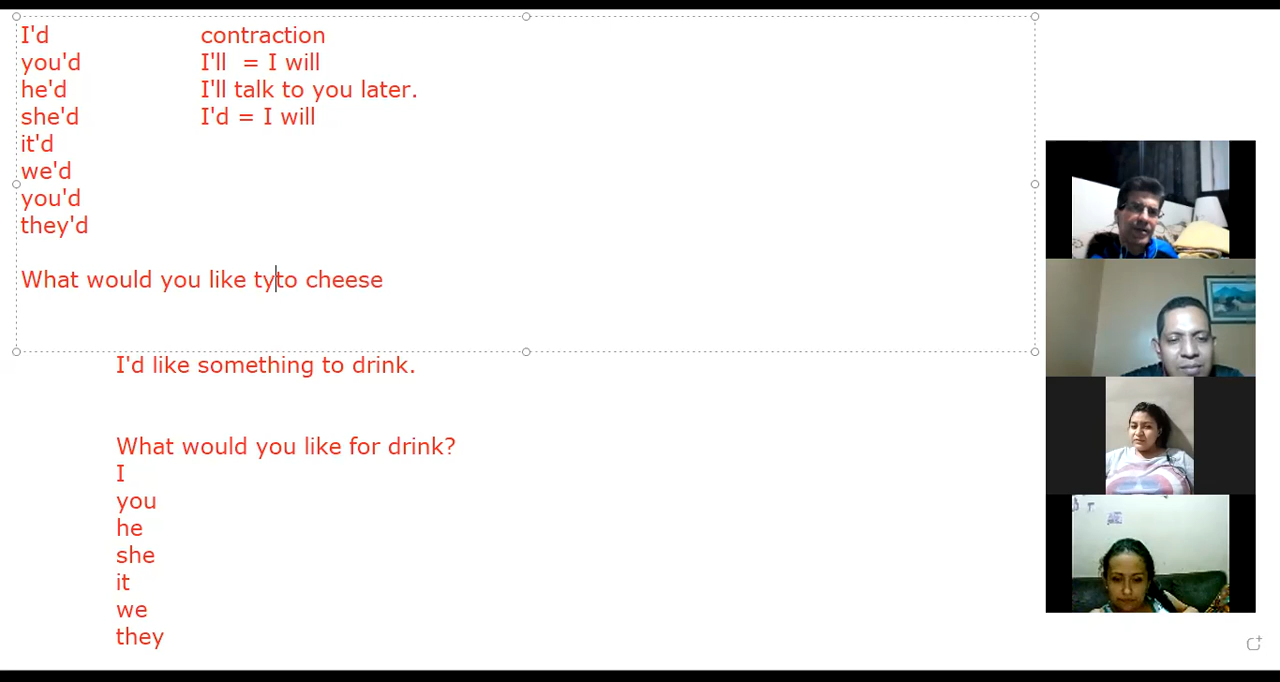 I'd contraction
you'd I'll = I will
he'd I'll talk to you later.
she'd I'd = I will
it'd
we'd
you'd
they'd
What would you like tyto cheese
I'd like something to drink.
What would you like for drink?
I
you
he
she
it
we
they